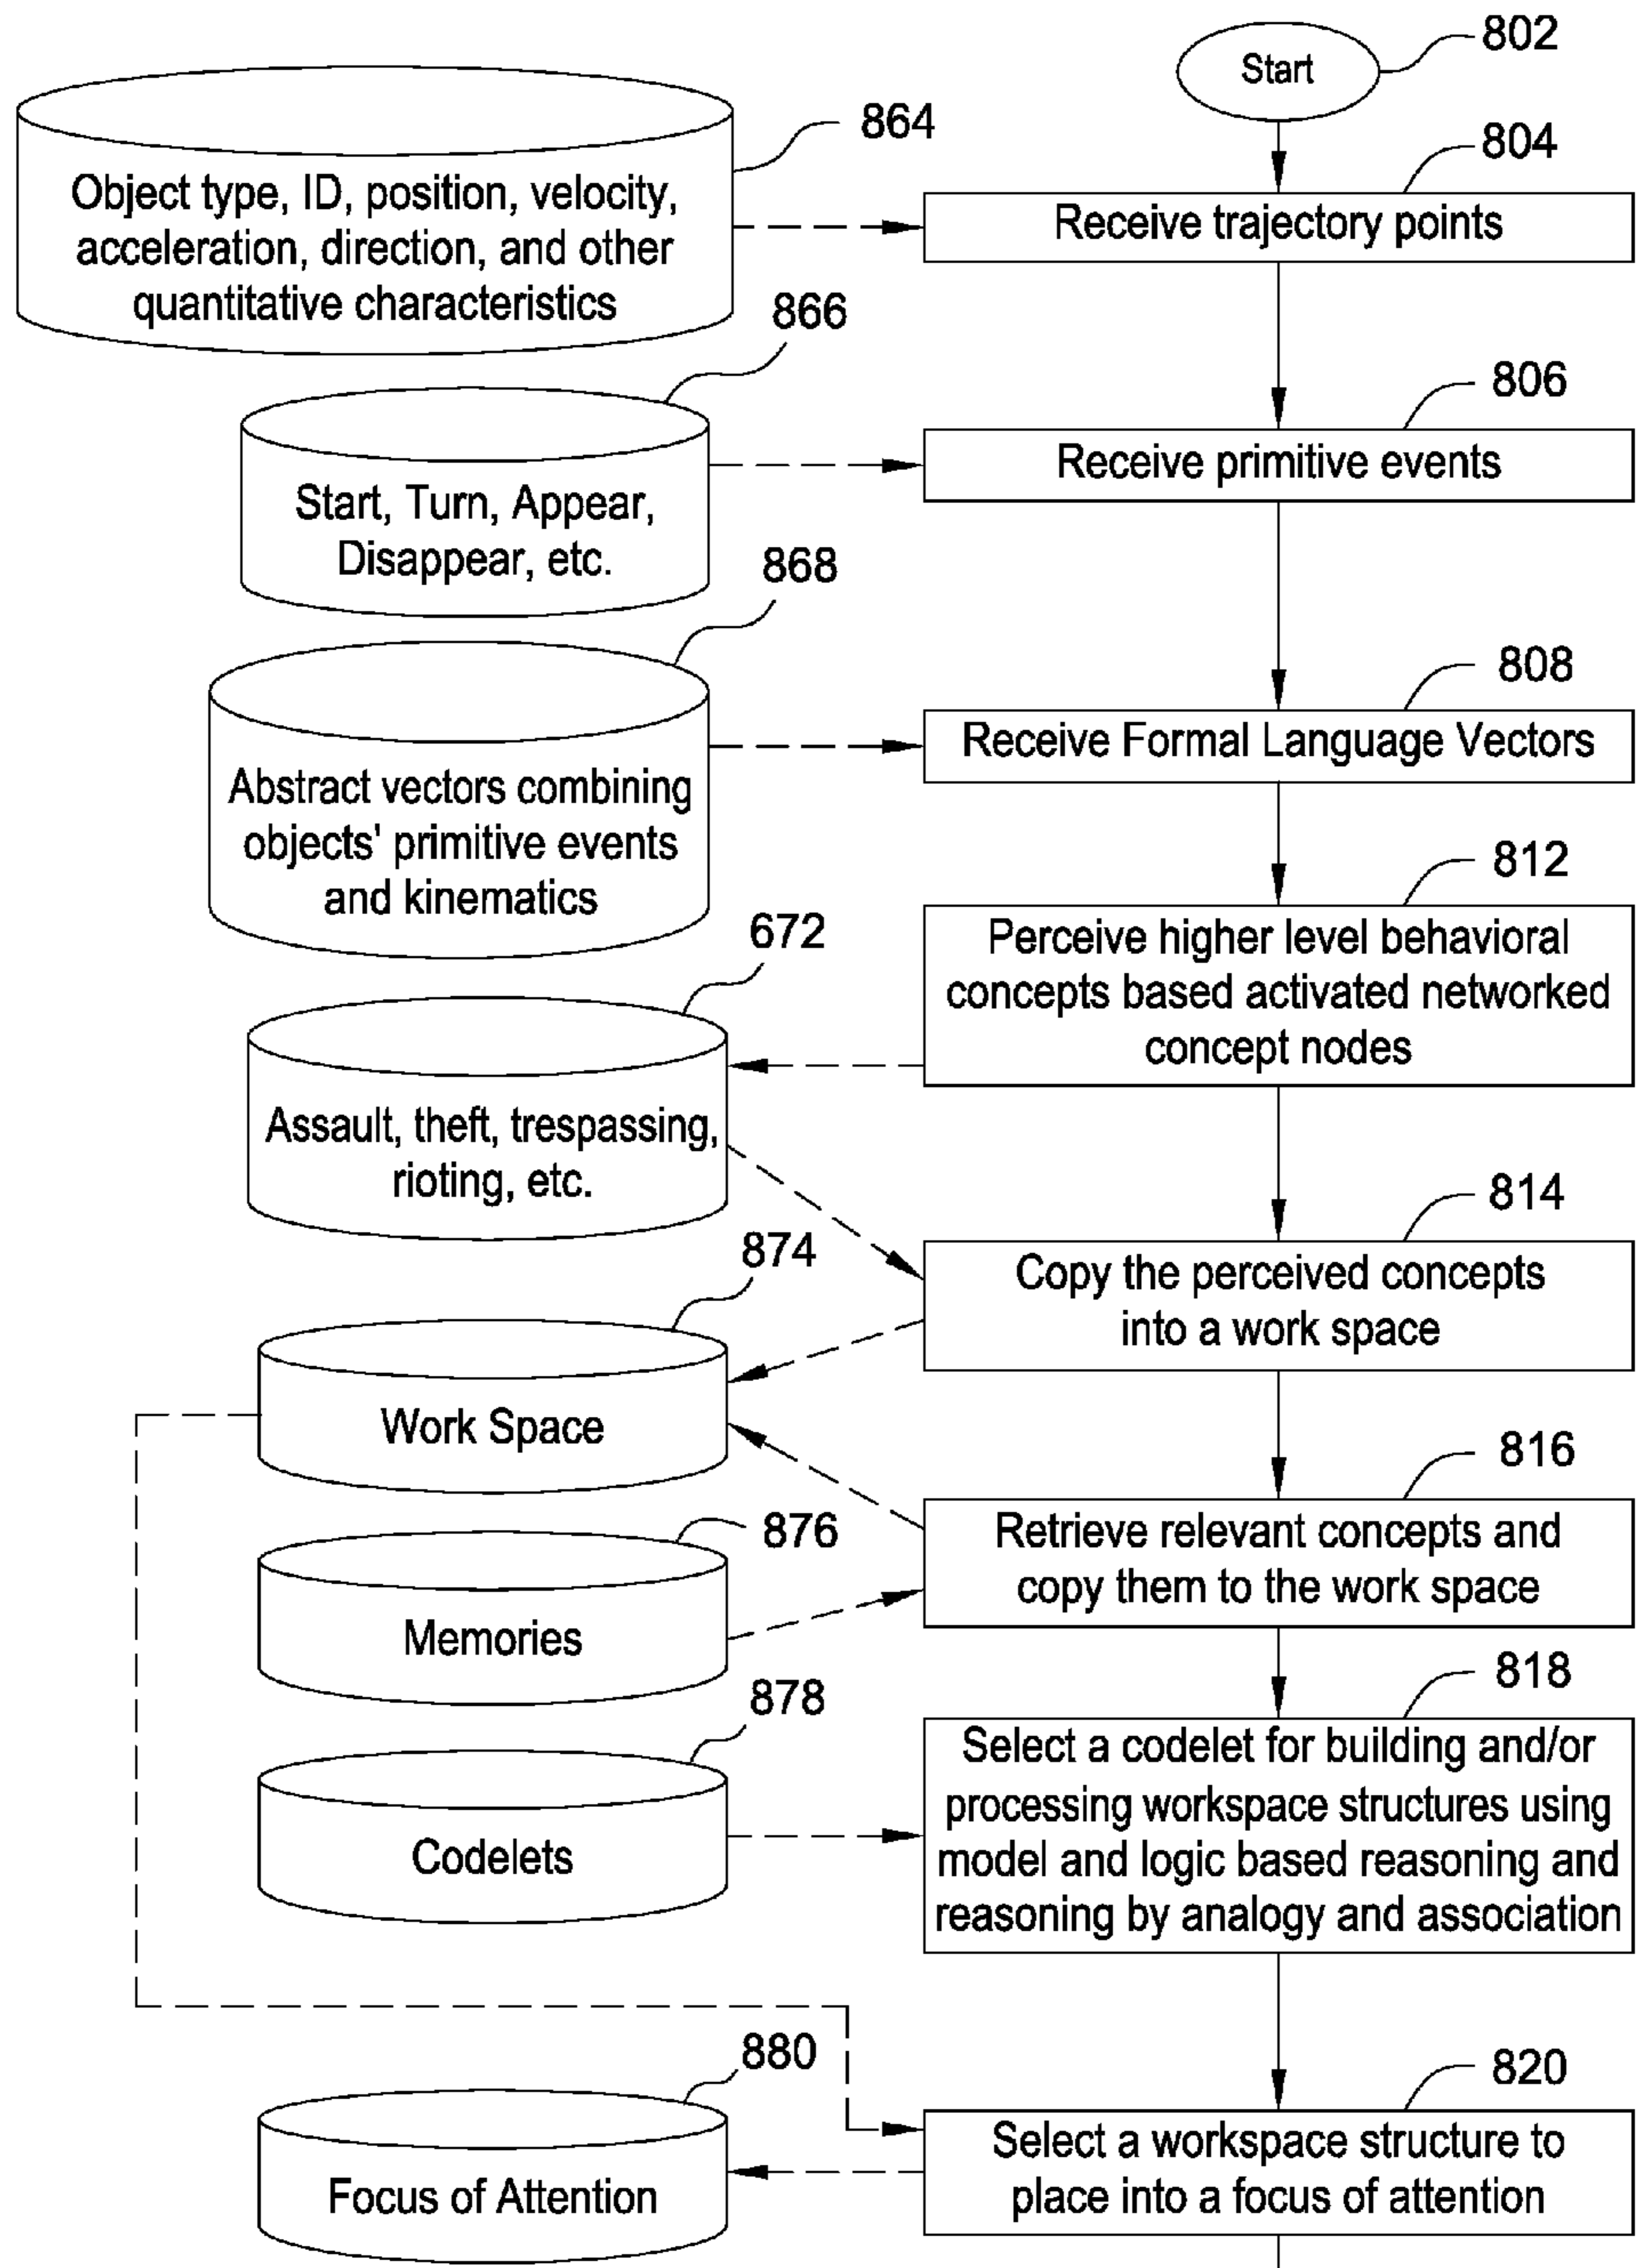 Start
802
864
Object type, ID, position, velocity,
acceleration, direction, and other
quantitative characteristics
804
Receive trajectory points
866
Start, Turn, Appear,
Disappear, etc.
806
Receive primitive events
868
Abstract vectors combining
objects' primitive events
and kinematics
808
Receive Formal Language Vectors
812
Perceive higher level behavioral
concepts based activated networked
concept nodes
672
Assault, theft, trespassing,
rioting, etc.
814
Copy the perceived concepts
into a work space
874
Work Space
816
Retrieve relevant concepts and
copy them to the work space
876
Memories
818
Select a codelet for building and/or
processing workspace structures using
model and logic based reasoning and
reasoning by analogy and association
878
Codelets
820
Select a workspace structure to
place into a focus of attention
880
Focus of Attention